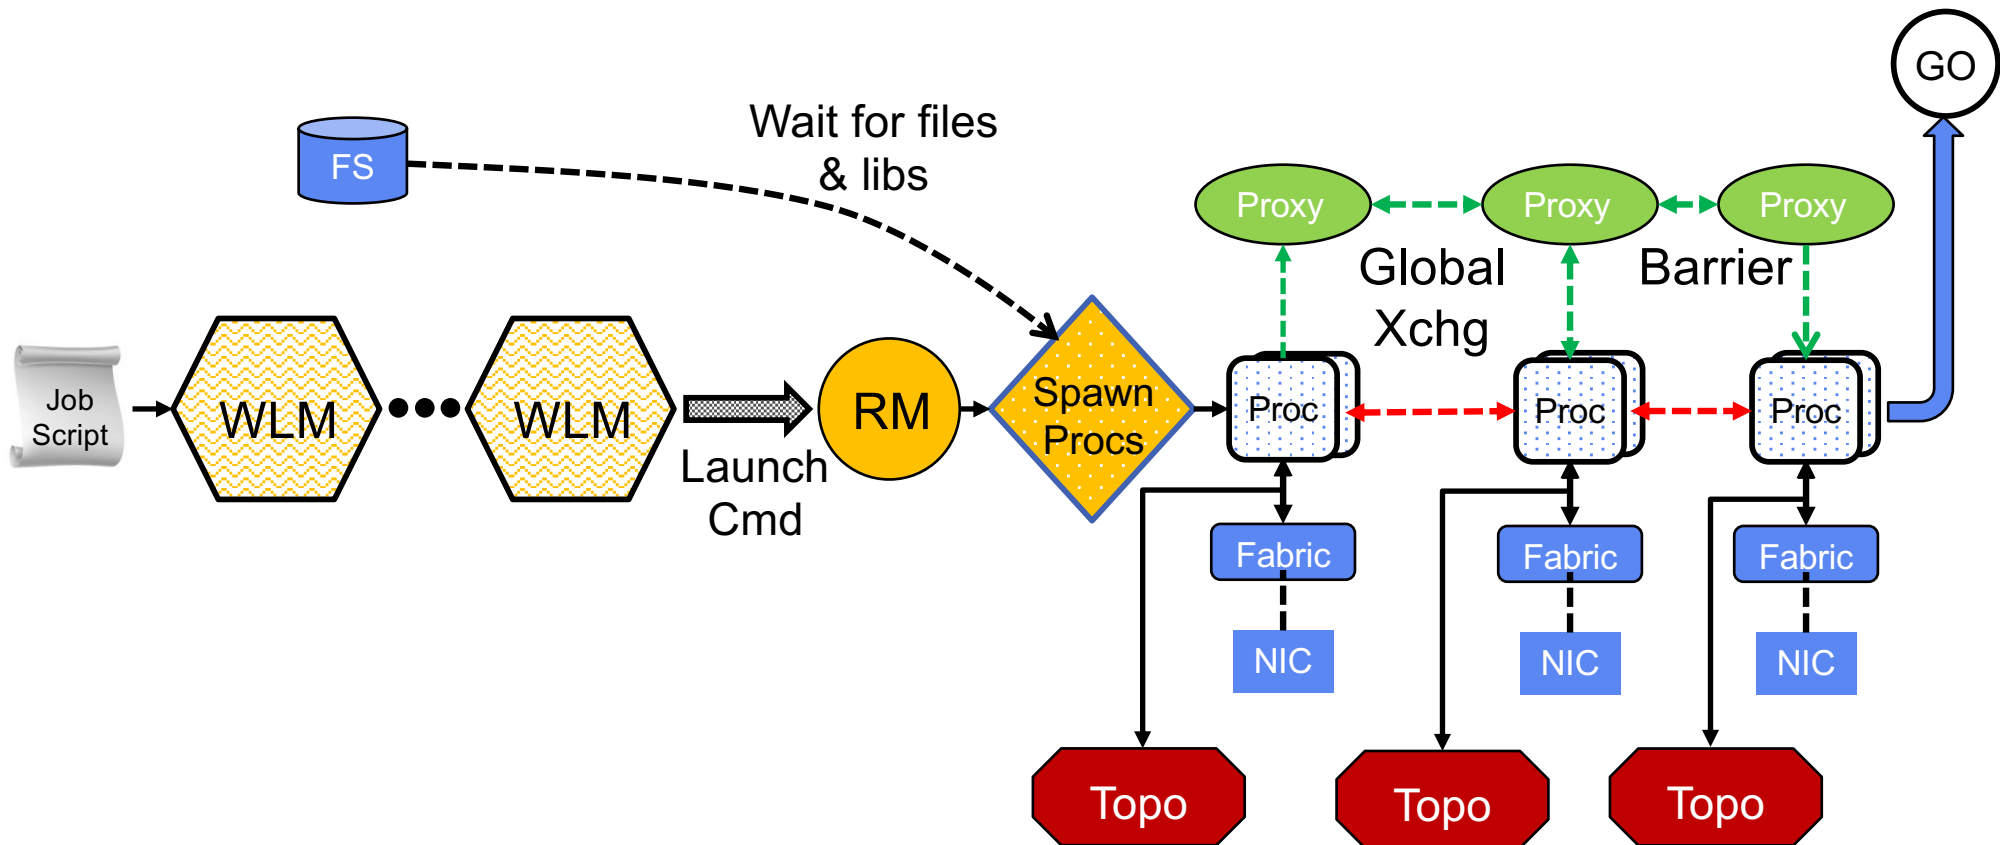 GO
Wait for files
& libs
FS
Proxy
Proxy
Proxy
Global
Xchg
Barrier
Job
Script
WLM
WLM
Launch
Cmd
RM
Spawn
Procs
Proc
Proc
Proc
Fabric
Fabric
Fabric
NIC
NIC
NIC
Topo
Topo
Topo